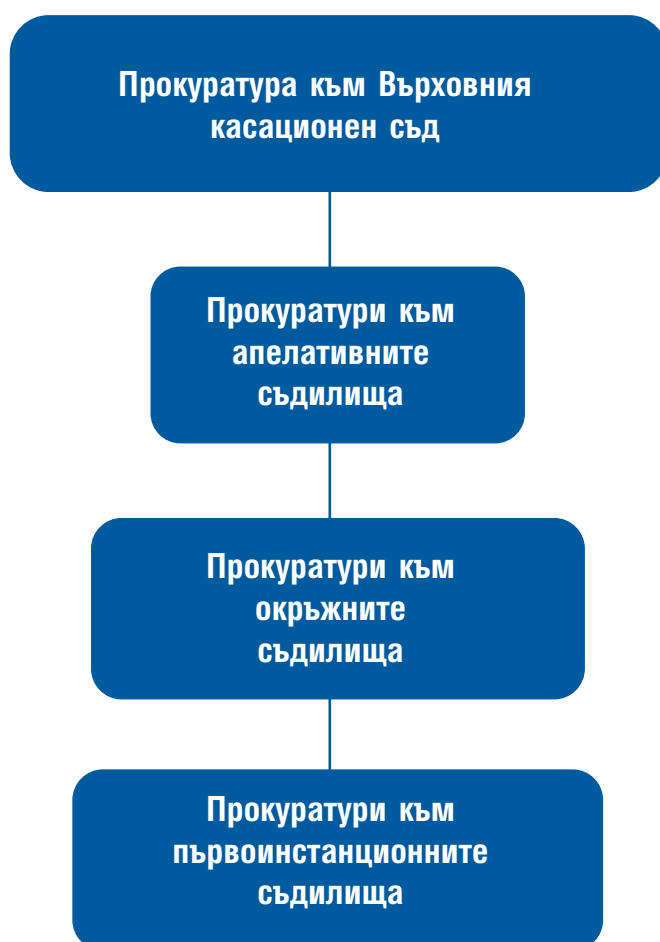 Прокуратура към Върховния
касационен съд
Прокуратури към
апелативните
съдилища
Прокуратури към
окръжните
съдилища
Прокуратури към
първоинстанционните
съдилища